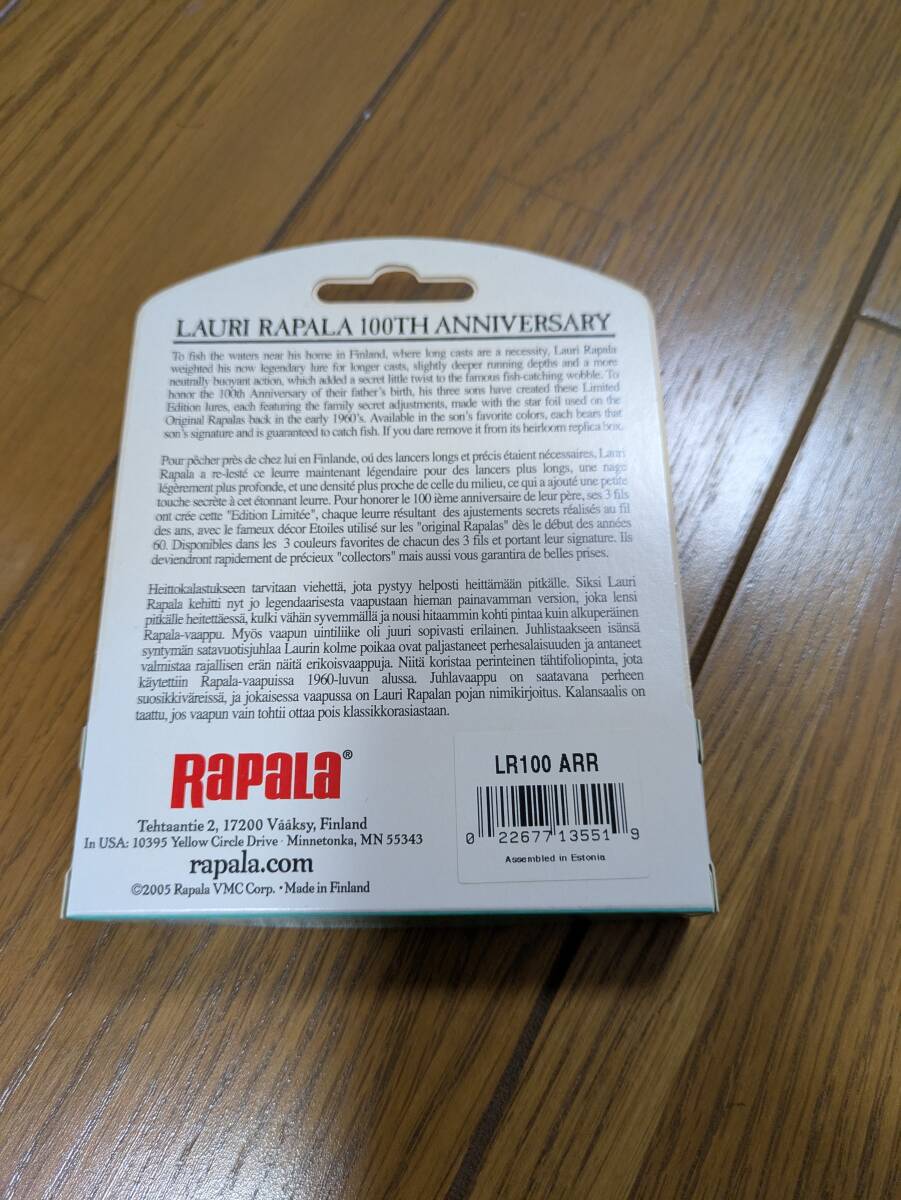 LAURI RAPALA 100TH ANNIVERSARY
To fish the waters near his home in Finland, where long casts are a necessity, Lauri Rapala
weighted his now legendary lure for longer casts, slightly deeper running depths and a more
neutrally buoyant action, which added a secret little twist to the famous fish-catching wobble. To
honor the 100th Anniversary of their father's birth, his three sons have created these Limited
Edition lures, each featuring the family secret adjustments, made with the star foil used on the
Original Rapalas back in the early 1960's. Available in the son's favorite colors, each bears that
son's signature and is guaranteed to catch fish. If you dare remove it from its heirloom replica box.
Pour pêcher près de chez lui en Finlande, oú des lancers longs et précis étaient nécessaires, Lauri
Rapala a re-lesté ce leurre maintenant légendaire pour des lancers plus longs, une nage
légèrement plus profonde, et une densité plus proche de celle du milieu, ce qui a ajouté une petite
touche secrète à cet étonnant leurre. Pour honorer le 100 ième anniversaire de leur père, ses 3 fils
ont crée cette "Edition Limitée", chaque leurre résultant des ajustements secrets réalisés au fil
des ans, avec le fameux décor Etoiles utilisé sur les "original Rapalas" dès le début des années
60. Disponibles dans les 3 couleurs favorites de chacun des 3 fils et portant leur signature. Ils
deviendront rapidement de précieux "collectors" mais aussi vous garantira de belles prises.
Heittokalastukseen tarvitaan viehettä, jota pystyy helposti heittämään pitkälle. Siksi Lauri
Rapala kehitti nyt jo legendaarisesta vaapustaan hieman painavamman version, joka lensi
pitkälle heitettäessä, kulki vähän syvemmällä ja nousi hitaammin kohti pintaa kuin alkuperäinen
Rapala-vaappu. Myös vaapun uintiliike oli juuri sopivasti erilainen. Juhlistaakseen isänsä
syntymän satavuotisjuhlaa Laurin kolme poikaa ovat paljastaneet perhesalaisuuden ja antaneet
valmistaa rajallisen erän näitä erikoisvaappuja. Niitä koristaa perinteinen tähtifoliopinta, jota
käytettiin Rapala-vaapuissa 1960-luvun alussa. Juhlavaappu on saatavana perheen
suosikkiväreissä, ja jokaisessa vaapussa on Lauri Rapalan pojan nimikirjoitus. Kalansaalis on
taattu, jos vaapun vain tohtii ottaa pois klassikkorasiastaan.
RAPALA®
Tehtaantie 2, 17200 Vääksy, Finland
In USA: 10395 Yellow Circle Drive · Minnetonka, MN 55343
rapala.com
©2005 Rapala VMC Corp. • Made in Finland
LR100 ARR
0 22677 13551 9
Assembled in Estonia